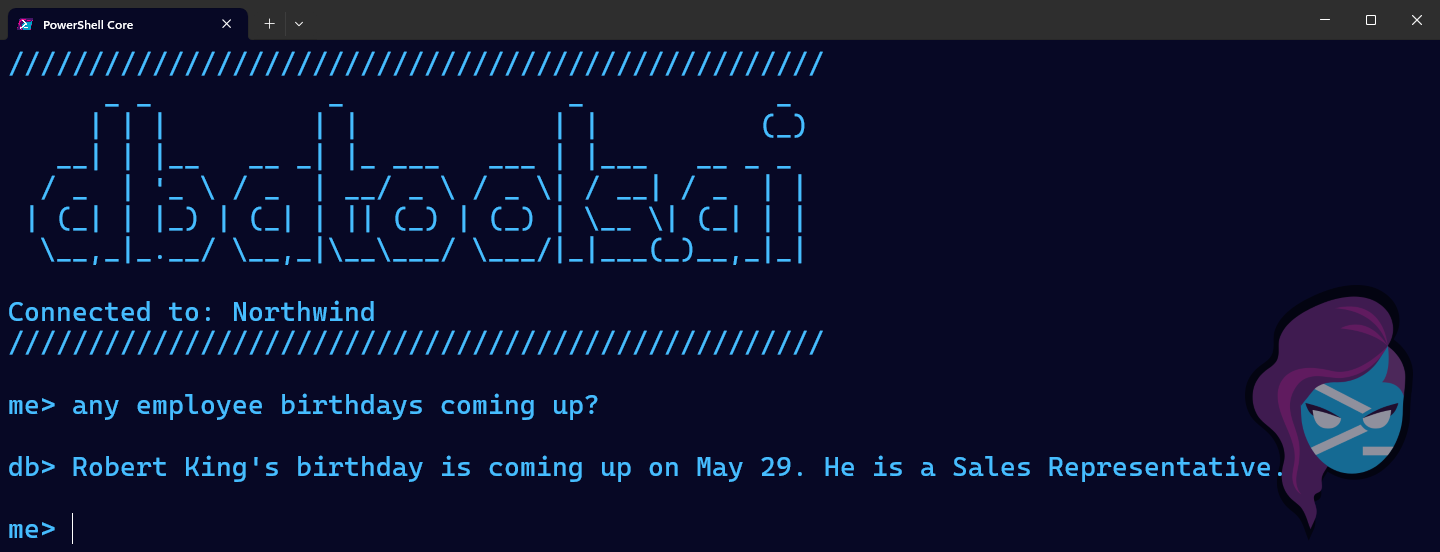 PowerShell Core
////////////////////////////////////////////////////
dbatools.ai
Connected to: Northwind
////////////////////////////////////////////////////
me> any employee birthdays coming up?
db> Robert King's birthday is coming up on May 29. He is a Sales Representative.
me>